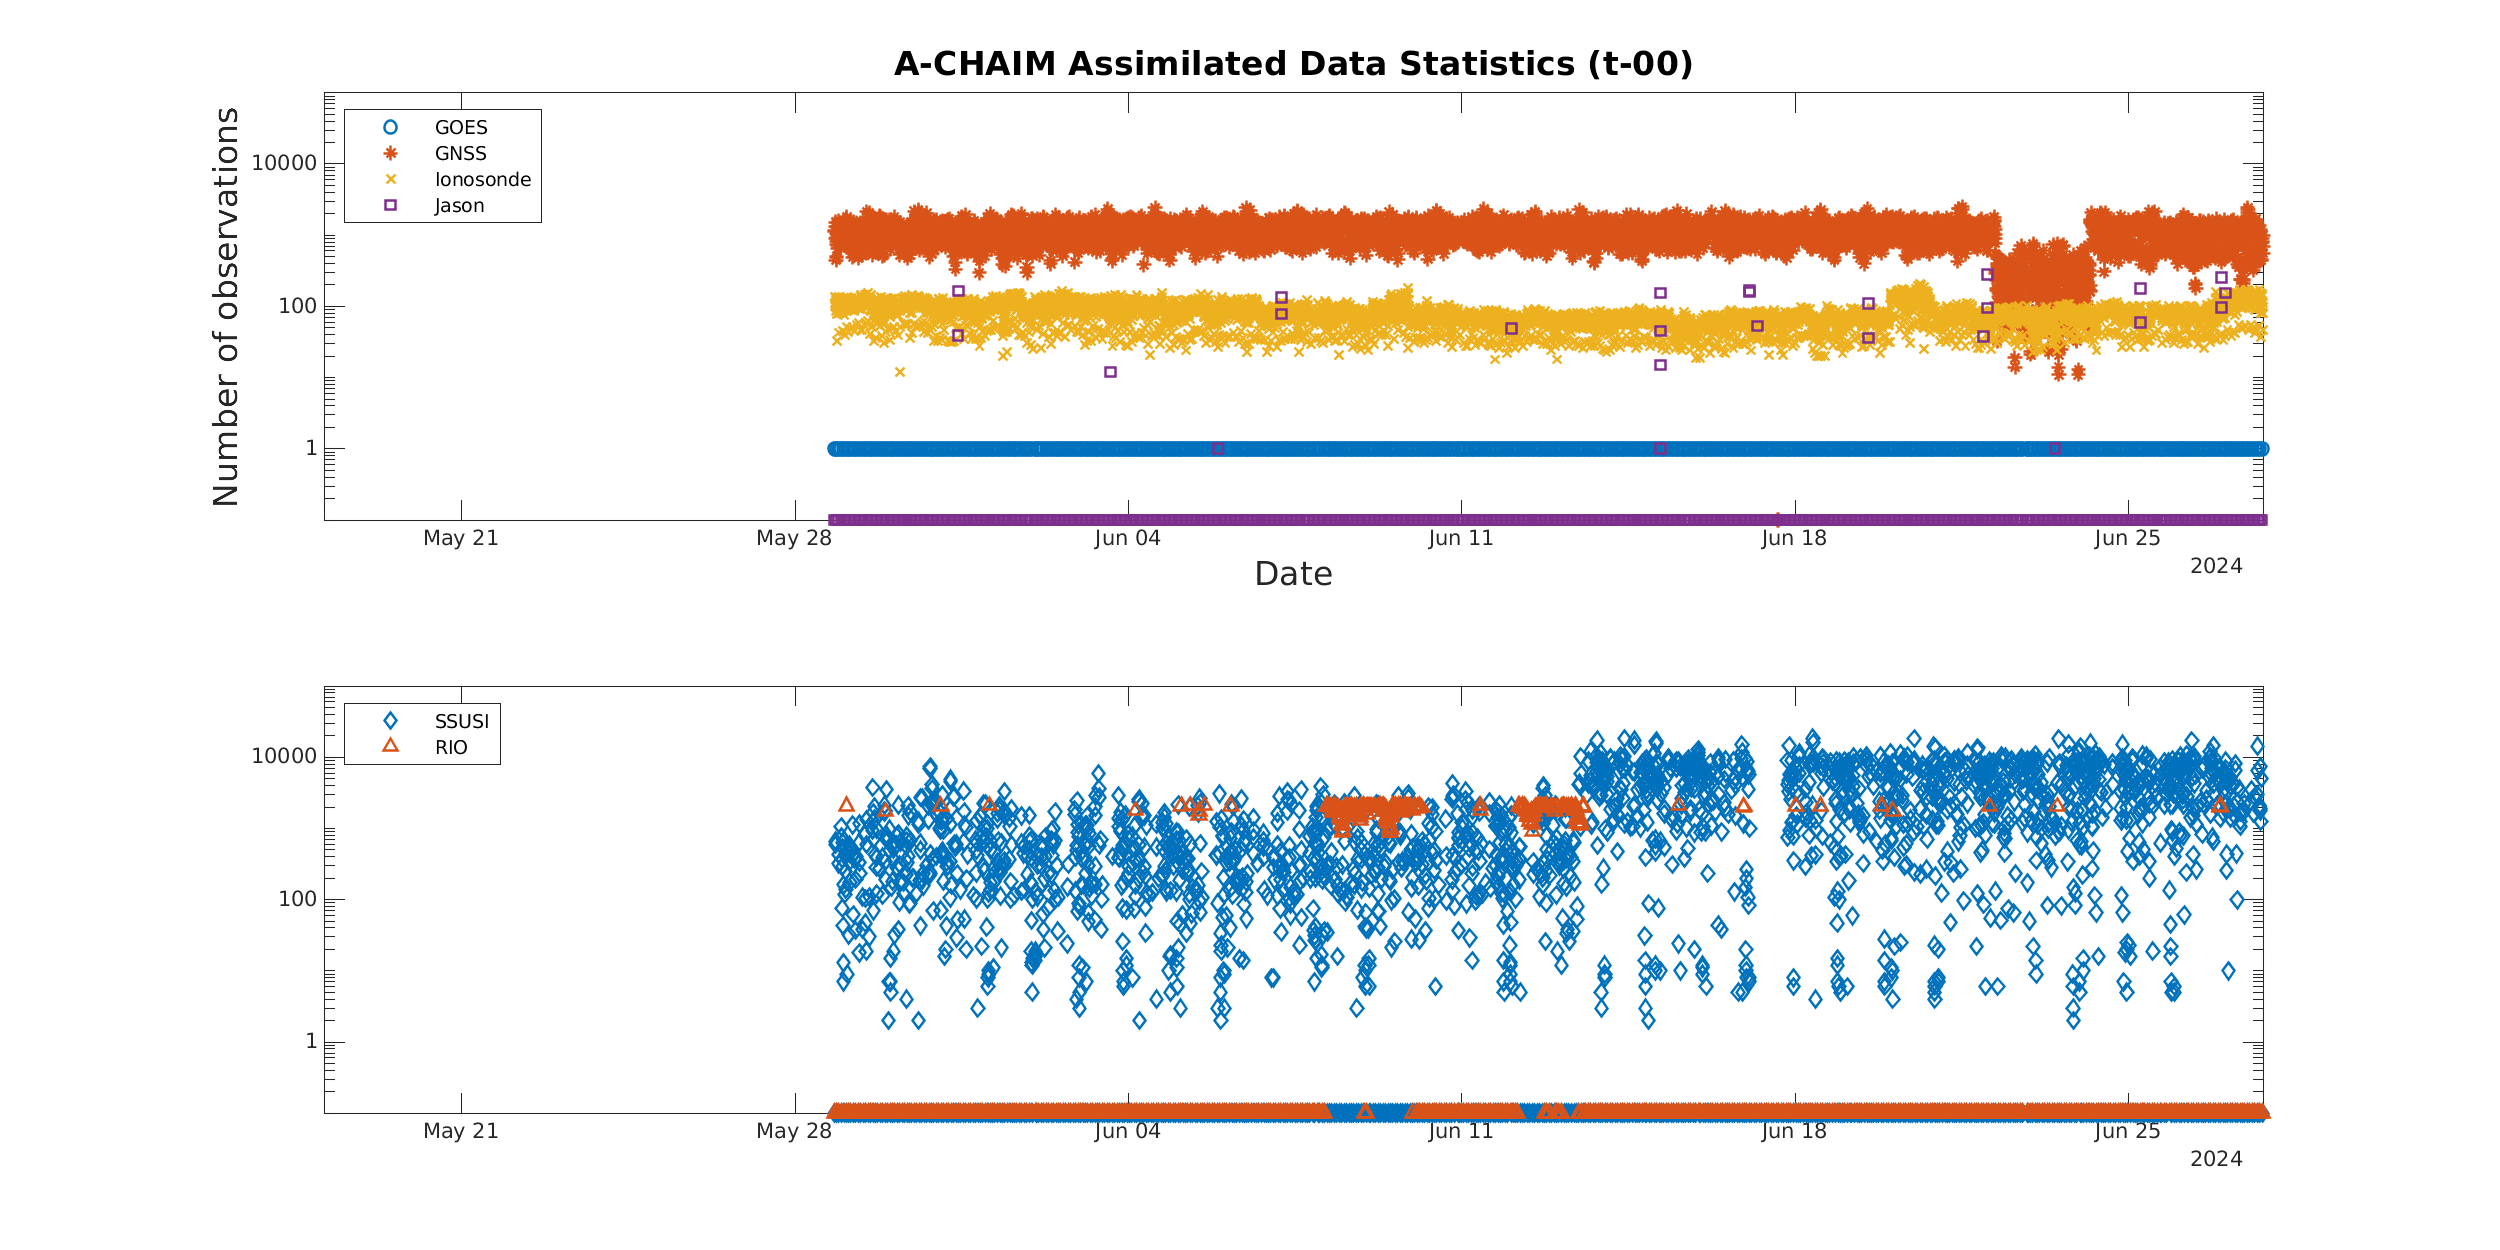 A-CHAIM Assimilated Data Statistics (t-00)
Number of observations
GOES
GNSS
Ionosonde
Jason
10000
100
1
May 21 May 28 Jun 04 Jun 11 Jun 18 Jun 25
2024
Date
SSUSI
RIO
10000
100
1
May 21 May 28 Jun 04 Jun 11 Jun 18 Jun 25
2024